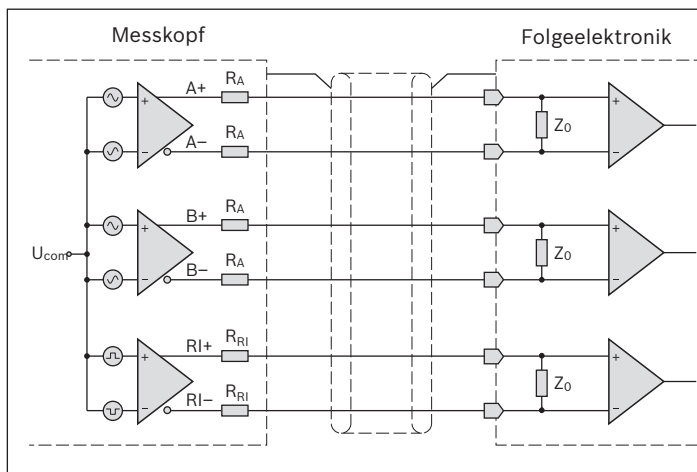 Messkopf
Folgeelektronik
A+
RA
Z0
A−
RA
B+
RA
Ucom
Z0
B−
RA
RI+
RRI
Z0
RI−
RRI